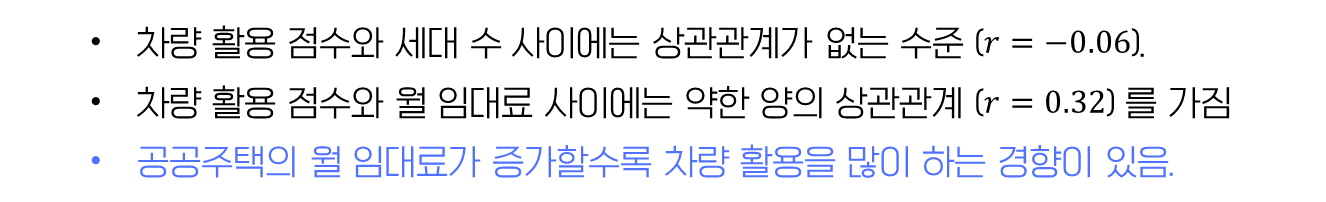 • 차량 활용 점수와 세대 수 사이에는 상관관계가 없는 수준 (r = −0.06).
• 차량 활용 점수와 월 임대료 사이에는 약한 양의 상관관계 (r = 0.32) 를 가짐
• 공공주택의 월 임대료가 증가할수록 차량 활용을 많이 하는 경향이 있음.